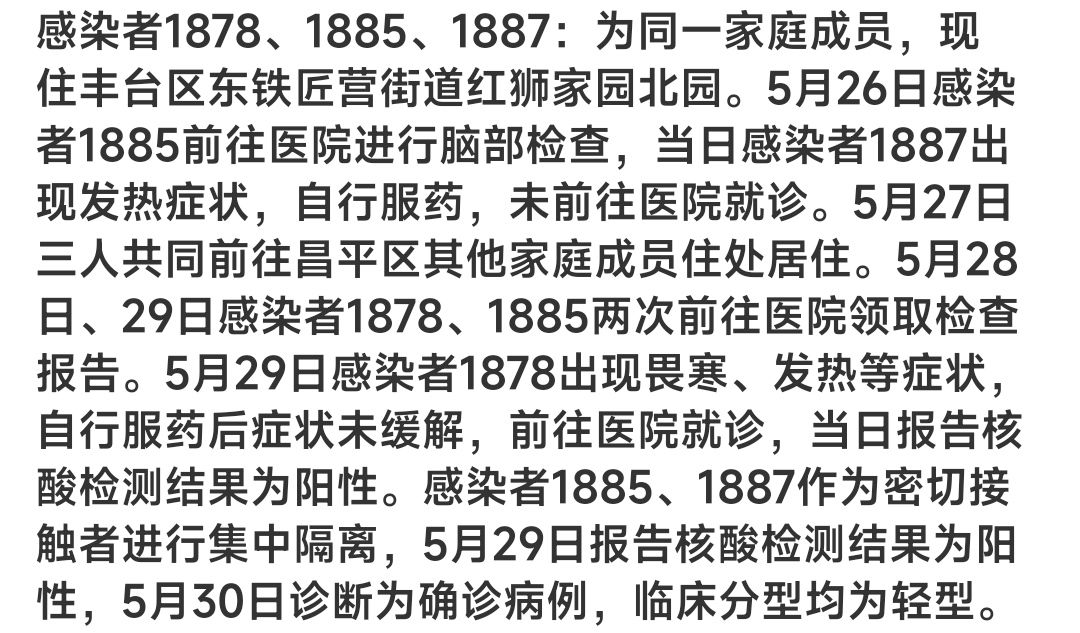 感染者1878、1885、1887：为同一家庭成员，现
住丰台区东铁匠营街道红狮家园北园。5月26日感染
者1885前往医院进行脑部检查，当日感染者1887出
现发热症状，自行服药，未前往医院就诊。5月27日
三人共同前往昌平区其他家庭成员住处居住。5月28
日、29日感染者1878、1885两次前往医院领取检查
报告。5月29日感染者1878出现畏寒、发热等症状，
自行服药后症状未缓解，前往医院就诊，当日报告核
酸检测结果为阳性。感染者1885、1887作为密切接
触者进行集中隔离，5月29日报告核酸检测结果为阳
性，5月30日诊断为确诊病例，临床分型均为轻型。